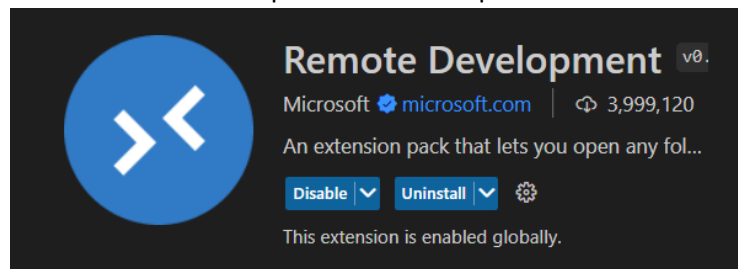 Remote Development v0.
Microsoft microsoft.com 3,999,120
An extension pack that lets you open any fol...
Disable Uninstall
This extension is enabled globally.